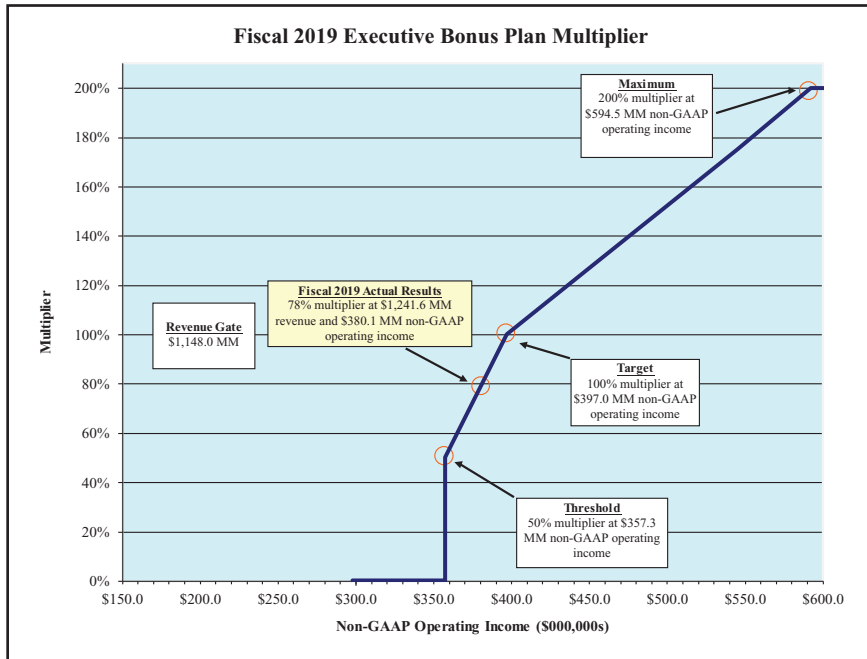 Fiscal 2019 Executive Bonus Plan Multiplier
200%
180%
160%
140%
120%
100%
80%
60%
40%
20%
0%
Multiplier
Maximum
200% multiplier at
$594.5 MM non-GAAP
operating income
Fiscal 2019 Actual Results
78% multiplier at $1,241.6 MM
revenue and $380.1 MM non-GAAP
operating income
Revenue Gate
$1,148.0 MM
Target
100% multiplier at
$397.0 MM non-GAAP
operating income
Threshold
50% multiplier at $357.3
MM non-GAAP operating
income
$150.0 $200.0 $250.0 $300.0 $350.0 $400.0 $450.0 $500.0 $550.0 $600.0
Non-GAAP Operating Income ($000,000s)